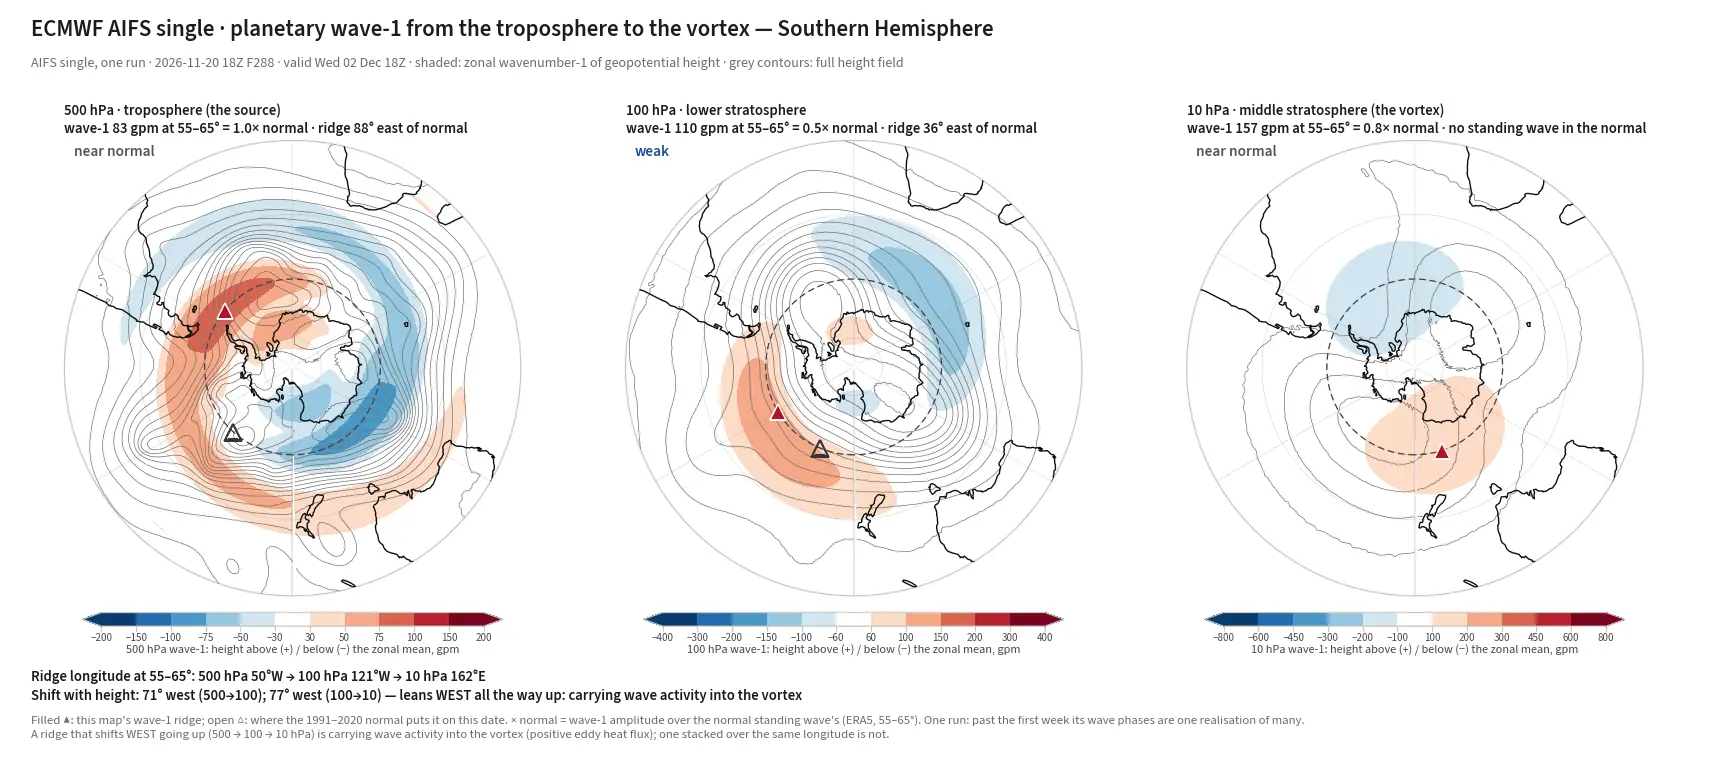 ECMWF AIFS single · planetary wave-1 from the troposphere to the vortex — Southern Hemisphere
AIFS single, one run · 2026-11-20 18Z F288 · valid Wed 02 Dec 18Z · shaded: zonal wavenumber-1 of geopotential height · grey contours: full height field
500 hPa · troposphere (the source)
wave-1 83 gpm at 55–65° = 1.0× normal · ridge 88° east of normal
near normal
100 hPa · lower stratosphere
wave-1 110 gpm at 55–65° = 0.5× normal · ridge 36° east of normal
weak
10 hPa · middle stratosphere (the vortex)
wave-1 157 gpm at 55–65° = 0.8× normal · no standing wave in the normal
near normal
−200 −150 −100 −75 −50 −30 30 50 75 100 150 200
500 hPa wave-1: height above (+) / below (−) the zonal mean, gpm
−400 −300 −200 −150 −100 −60 60 100 150 200 300 400
100 hPa wave-1: height above (+) / below (−) the zonal mean, gpm
−800 −600 −450 −300 −200 −100 100 200 300 450 600 800
10 hPa wave-1: height above (+) / below (−) the zonal mean, gpm
Ridge longitude at 55–65°: 500 hPa 50°W → 100 hPa 121°W → 10 hPa 162°E
Shift with height: 71° west (500→100); 77° west (100→10) — leans WEST all the way up: carrying wave activity into the vortex
Filled ▲: this map's wave-1 ridge; open △: where the 1991–2020 normal puts it on this date. × normal = wave-1 amplitude over the normal standing wave's (ERA5, 55–65°). One run: past the first week its wave phases are one realisation of many.
A ridge that shifts WEST going up (500 → 100 → 10 hPa) is carrying wave activity into the vortex (positive eddy heat flux); one stacked over the same longitude is not.